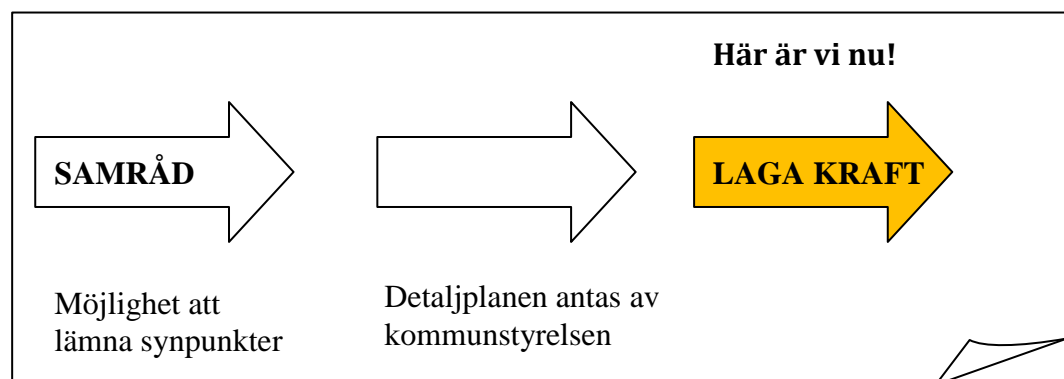 Här är vi nu!
SAMRÅD
LAGA KRAFT
Möjlighet att
lämna synpunkter
Detaljplanen antas av
kommunstyrelsen